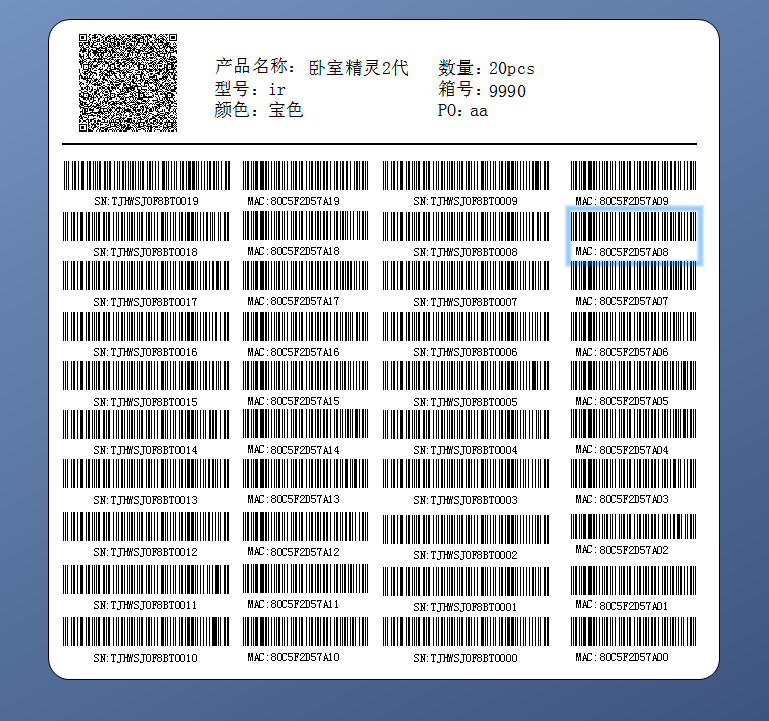 产品名称： 卧室精灵2代 数量：20pcs
型号：ir 箱号：9990
颜色：宝色 PO：aa
SN:TJHWSJOF8BT0019 MAC:80C5F2D57A19 SN:TJHWSJOF8BT0009 MAC:80C5F2D57A09
SN:TJHWSJOF8BT0018 MAC:80C5F2D57A18 SN:TJHWSJOF8BT0008 MAC:80C5F2D57A08
SN:TJHWSJOF8BT0017 MAC:80C5F2D57A17 SN:TJHWSJOF8BT0007 MAC:80C5F2D57A07
SN:TJHWSJOF8BT0016 MAC:80C5F2D57A16 SN:TJHWSJOF8BT0006 MAC:80C5F2D57A06
SN:TJHWSJOF8BT0015 MAC:80C5F2D57A15 SN:TJHWSJOF8BT0005 MAC:80C5F2D57A05
SN:TJHWSJOF8BT0014 MAC:80C5F2D57A14 SN:TJHWSJOF8BT0004 MAC:80C5F2D57A04
SN:TJHWSJOF8BT0013 MAC:80C5F2D57A13 SN:TJHWSJOF8BT0003 MAC:80C5F2D57A03
SN:TJHWSJOF8BT0012 MAC:80C5F2D57A12 SN:TJHWSJOF8BT0002 MAC:80C5F2D57A02
SN:TJHWSJOF8BT0011 MAC:80C5F2D57A11 SN:TJHWSJOF8BT0001 MAC:80C5F2D57A01
SN:TJHWSJOF8BT0010 MAC:80C5F2D57A10 SN:TJHWSJOF8BT0000 MAC:80C5F2D57A00